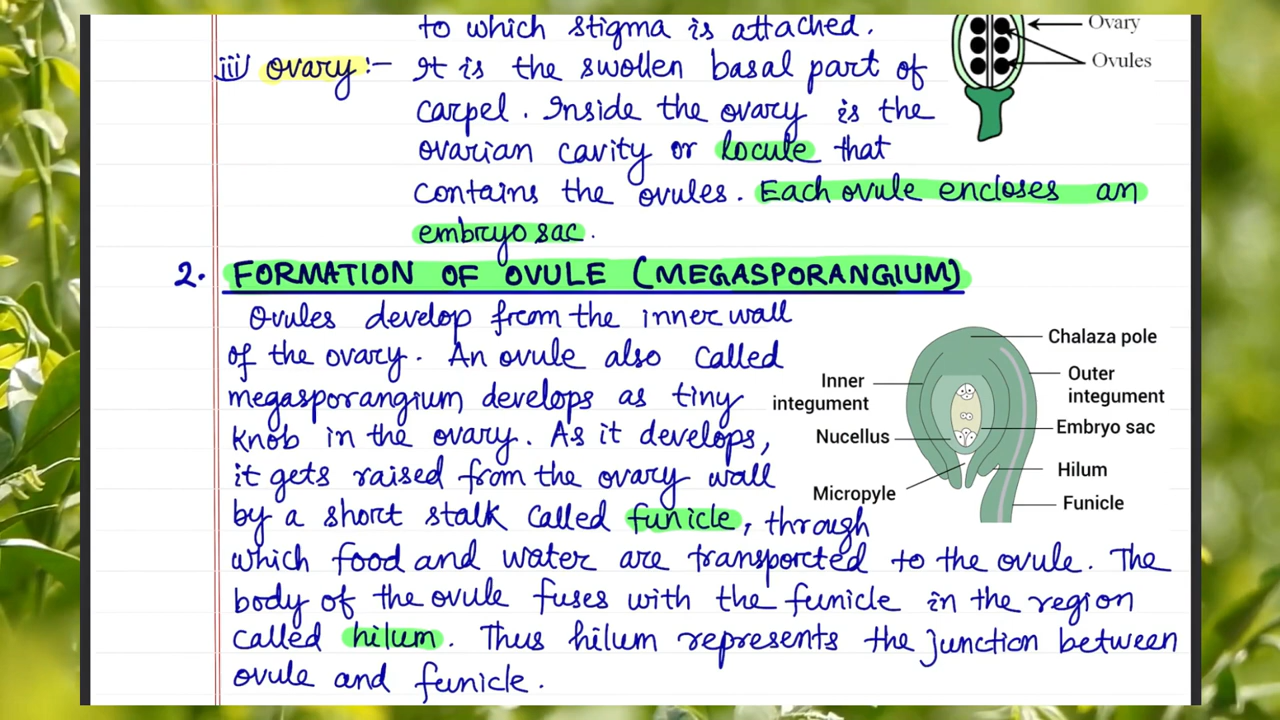 to which stigma is attached.
Ovary
iii) ovary :- It is the swollen basal part of
Ovules
carpel. Inside the ovary is the
ovarian cavity or locule that
contains the ovules. Each ovule encloses an
embryo sac.
2. FORMATION OF OVULE (MEGASPORANGIUM)
Ovules develop from the inner wall
of the ovary. An ovule also called
megasporangium develops as tiny
knob in the ovary. As it develops,
it gets raised from the ovary wall
by a short stalk called funicle, through
which food and water are transported to the ovule. The
body of the ovule fuses with the funicle in the region
called hilum. Thus hilum represents the junction between
ovule and funicle.
Chalaza pole
Inner
integument
Outer
integument
Nucellus
Embryo sac
Hilum
Micropyle
Funicle